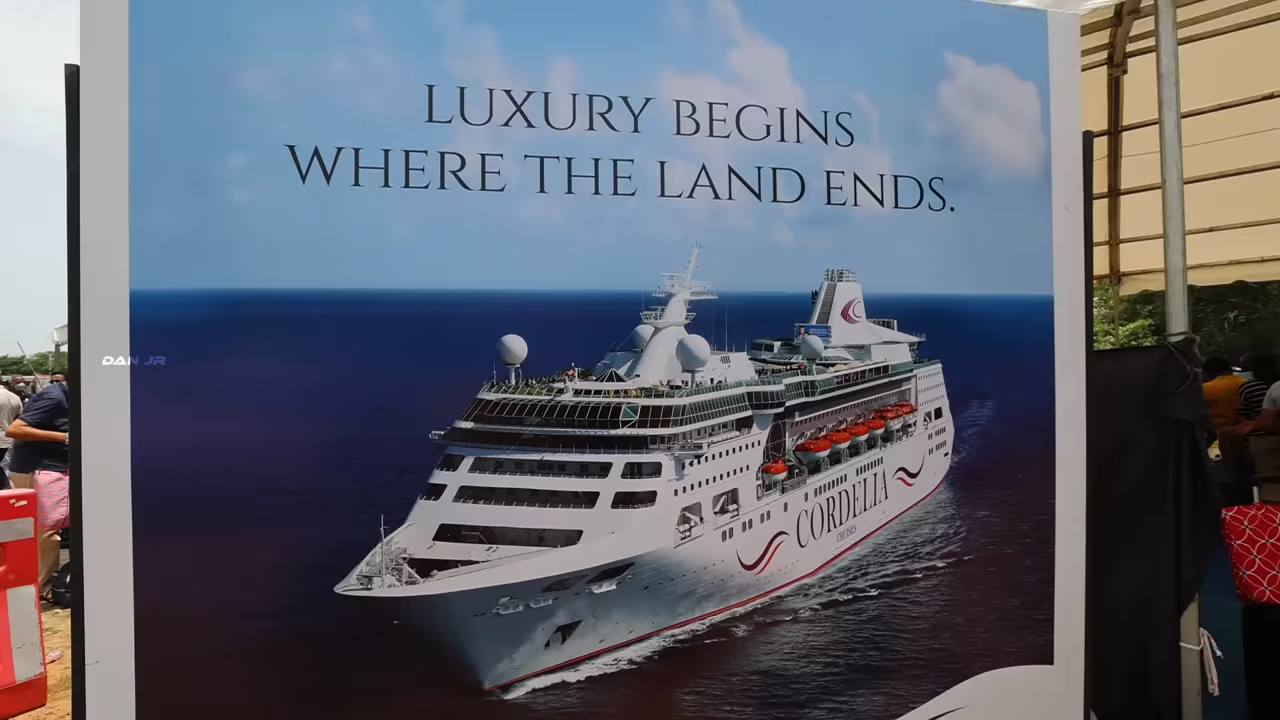 LUXURY BEGINS
WHERE THE LAND ENDS.
DAN JR
CORDELIA
CRUISES